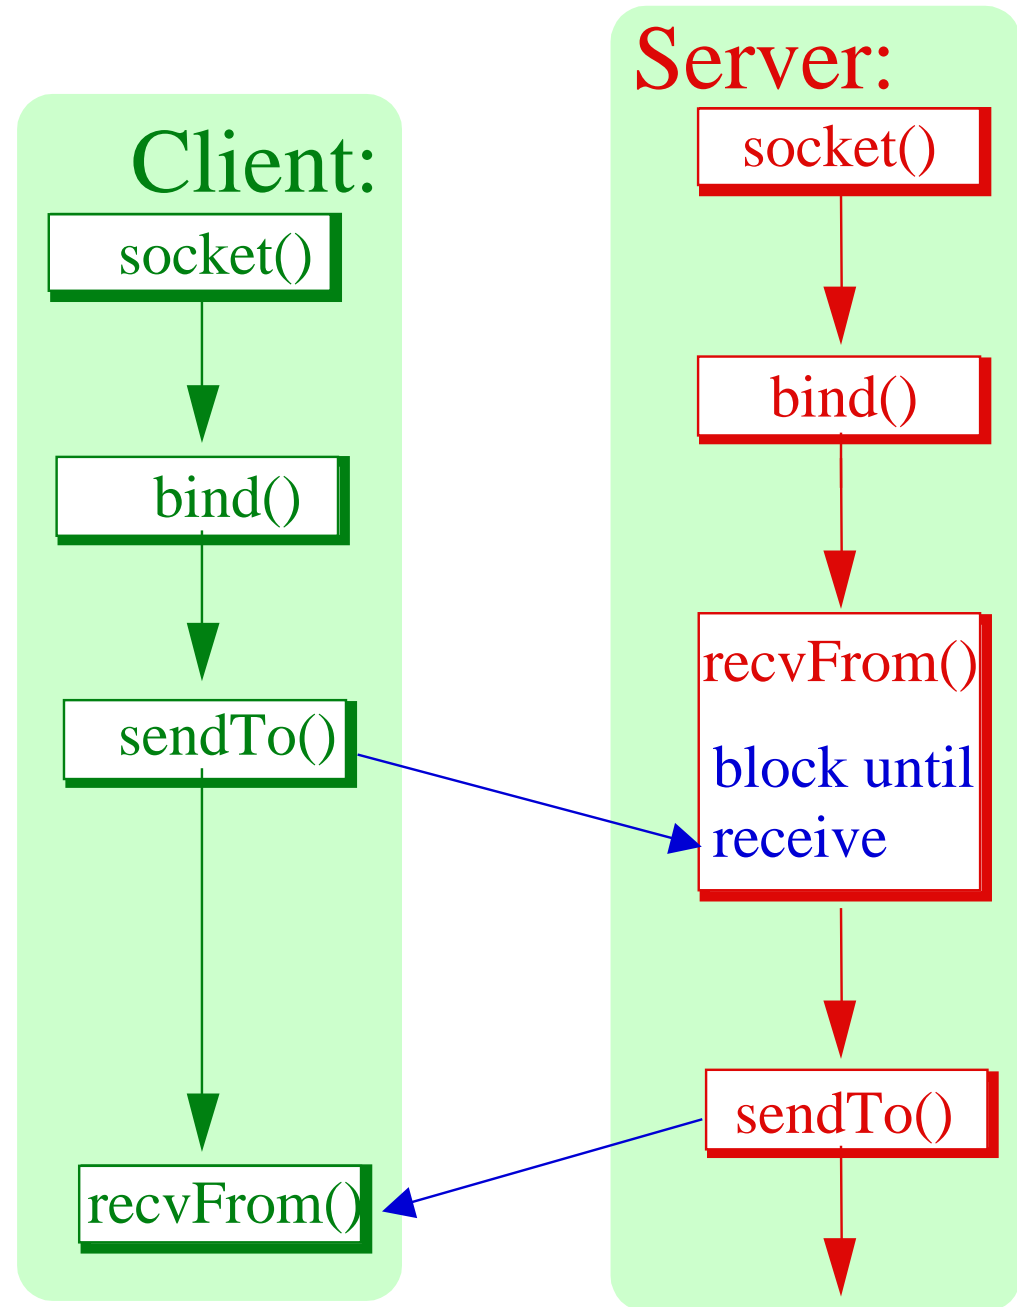 Client:
socket()
bind()
sendTo()
recvFrom()
Server:
socket()
bind()
recvFrom()
block until
receive
sendTo()